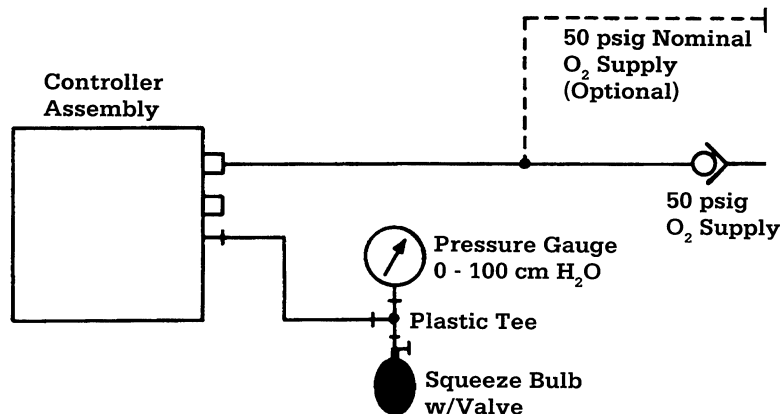 50 psig Nominal
O₂ Supply
(Optional)
Controller
Assembly
50 psig
O₂ Supply
Pressure Gauge
0 - 100 cm H₂O
Plastic Tee
Squeeze Bulb
w/Valve